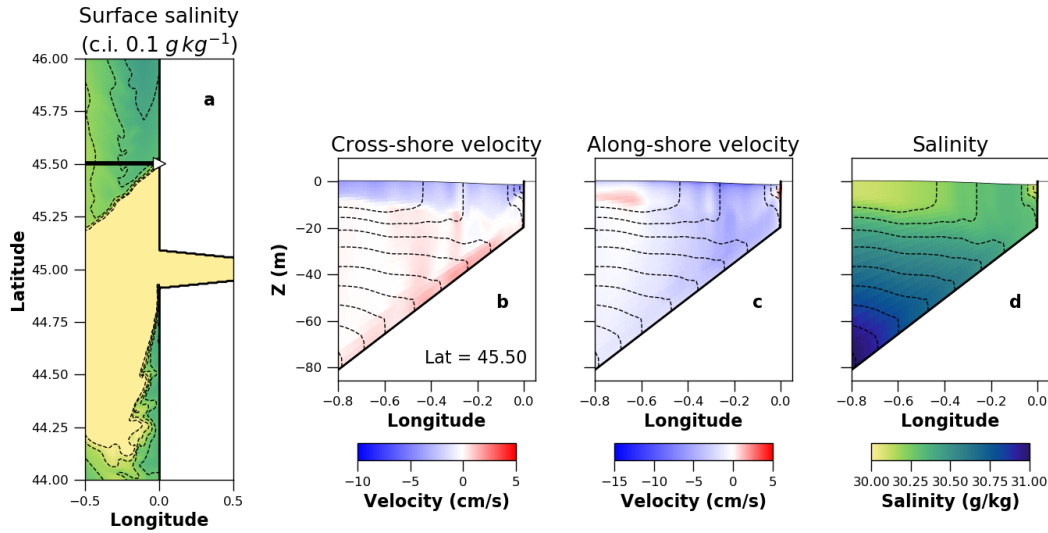 Surface salinity
(c.i. 0.1 g kg⁻¹)
46.00
45.75
45.50
45.25
45.00
44.75
44.50
44.25
44.00
Latitude
a
−0.5 0.0 0.5
Longitude
Cross-shore velocity
0
−20
−40
−60
−80
Z (m)
b
Lat = 45.50
−0.8 −0.6 −0.4 −0.2 0.0
Longitude
−10 −5 0 5
Velocity (cm/s)
Along-shore velocity
c
−0.8 −0.6 −0.4 −0.2 0.0
Longitude
−15 −10 −5 0 5
Velocity (cm/s)
Salinity
d
−0.8 −0.6 −0.4 −0.2 0.0
Longitude
30.00 30.25 30.50 30.75 31.00
Salinity (g/kg)